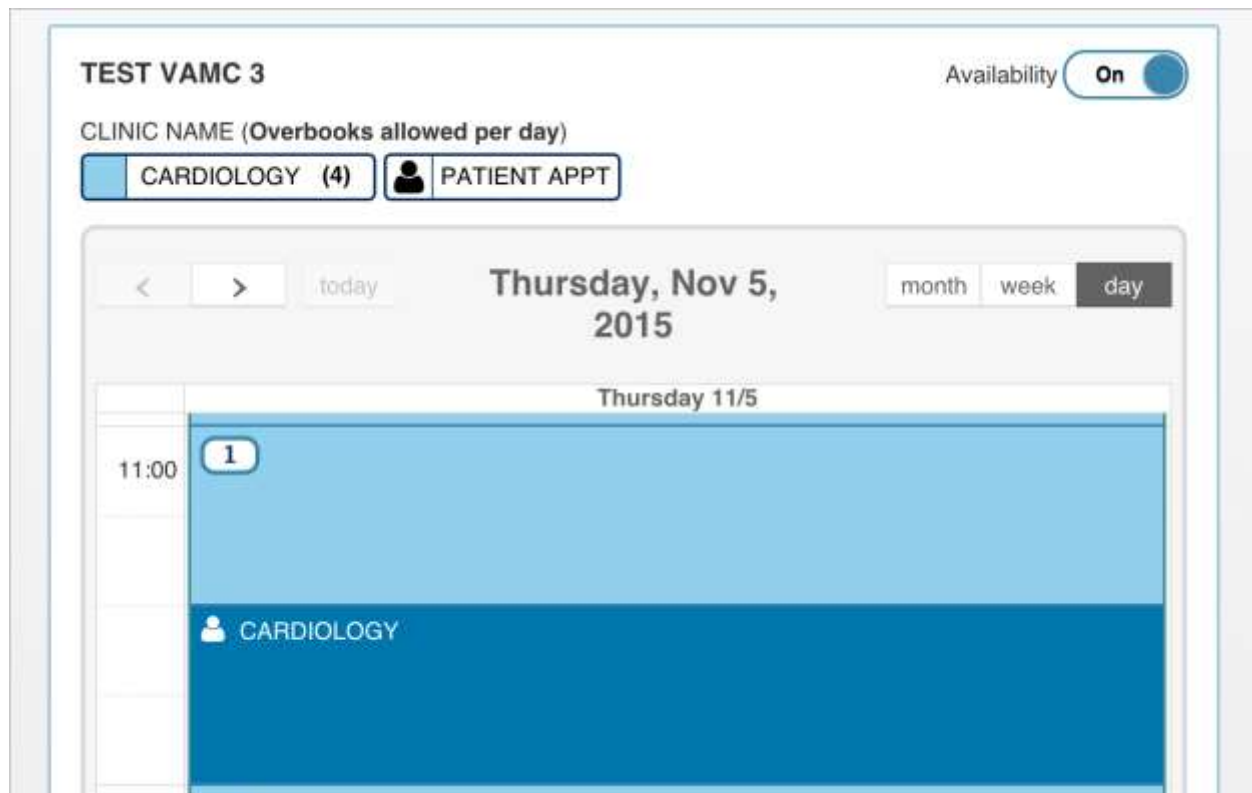 TEST VAMC 3
Availability On
CLINIC NAME (Overbooks allowed per day)
CARDIOLOGY (4) PATIENT APPT
< > today
Thursday, Nov 5,
2015
month week day
Thursday 11/5
11:00
1
CARDIOLOGY